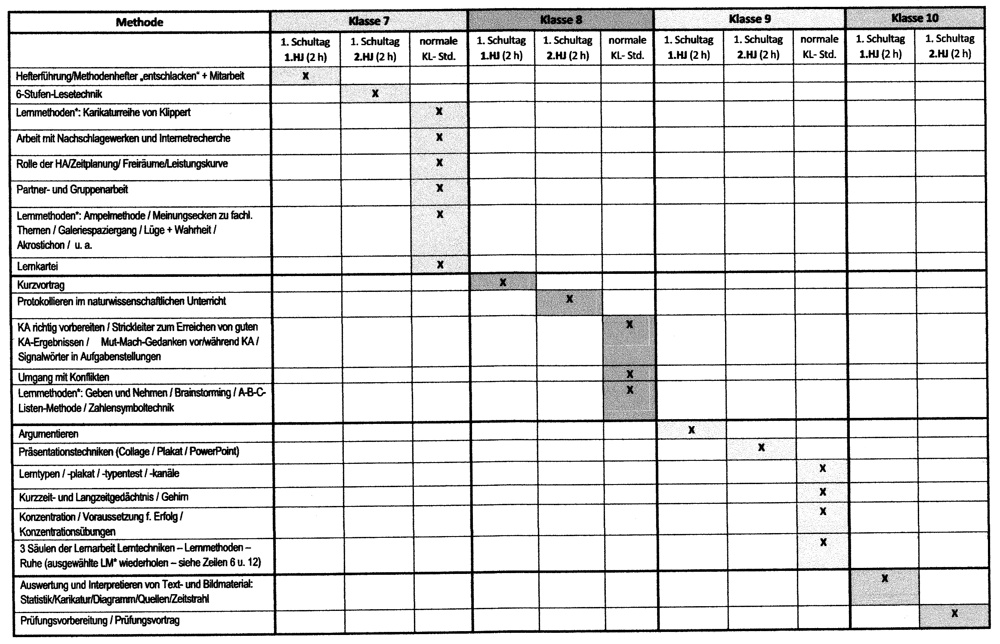 Methode Klasse 7 Klasse 8 Klasse 9 Klasse 10
1. Schultag 1. Schultag normale 1. Schultag 1. Schultag normale 1. Schultag 1. Schultag normale 1. Schultag 1. Schultag
1.HJ (2 h) 2.HJ (2 h) KL- Std. 1.HJ (2 h) 2.HJ (2 h) KL- Std. 1.HJ (2 h) 2.HJ (2 h) KL- Std. 1.HJ (2 h) 2.HJ (2 h)
Hefterführung/Methodenhefter „entschlacken“ + Mitarbeit X
6-Stufen-Lesetechnik X
Lernmethoden*: Karikaturreihe von Klippert X
Arbeit mit Nachschlagewerken und Internetrecherche X
Rolle der HA/Zeitplanung/ Freiräume/Leistungskurve X
Partner- und Gruppenarbeit X
Lernmethoden*: Ampelmethode / Meinungsecken zu fachl. X
Themen / Galeriespaziergang / Lüge + Wahrheit /
Akrostichon / u. a.
Lernkartei X
Kurzvortrag X
Protokollieren im naturwissenschaftlichen Unterricht X
KA richtig vorbereiten / Strickleiter zum Erreichen von guten X
KA-Ergebnissen / Mut-Mach-Gedanken vor/während KA /
Signalwörter in Aufgabenstellungen
Umgang mit Konflikten X
Lernmethoden*: Geben und Nehmen / Brainstorming / A-B-C- X
Listen-Methode / Zahlensymboltechnik
Argumentieren X
Präsentationstechniken (Collage / Plakat / PowerPoint) X
Lerntypen / -plakat / -typentest / -kanäle X
Kurzzeit- und Langzeitgedächtnis / Gehirn X
Konzentration / Voraussetzung f. Erfolg / X
Konzentrationsübungen
3 Säulen der Lernarbeit Lerntechniken – Lernmethoden – X
Ruhe (ausgewählte LM* wiederholen – siehe Zeilen 6 u. 12)
Auswertung und Interpretieren von Text- und Bildmaterial: X
Statistik/Karikatur/Diagramm/Quellen/Zeitstrahl
Prüfungsvorbereitung / Prüfungsvortrag X